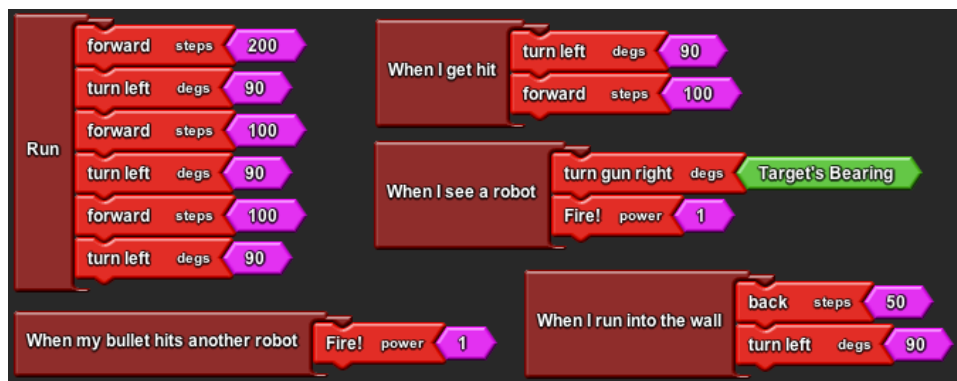 Run
forward steps 200
turn left degs 90
forward steps 100
turn left degs 90
forward steps 100
turn left degs 90
When I get hit
turn left degs 90
forward steps 100
When I see a robot
turn gun right degs Target's Bearing
Fire! power 1
When my bullet hits another robot
Fire! power 1
When I run into the wall
back steps 50
turn left degs 90